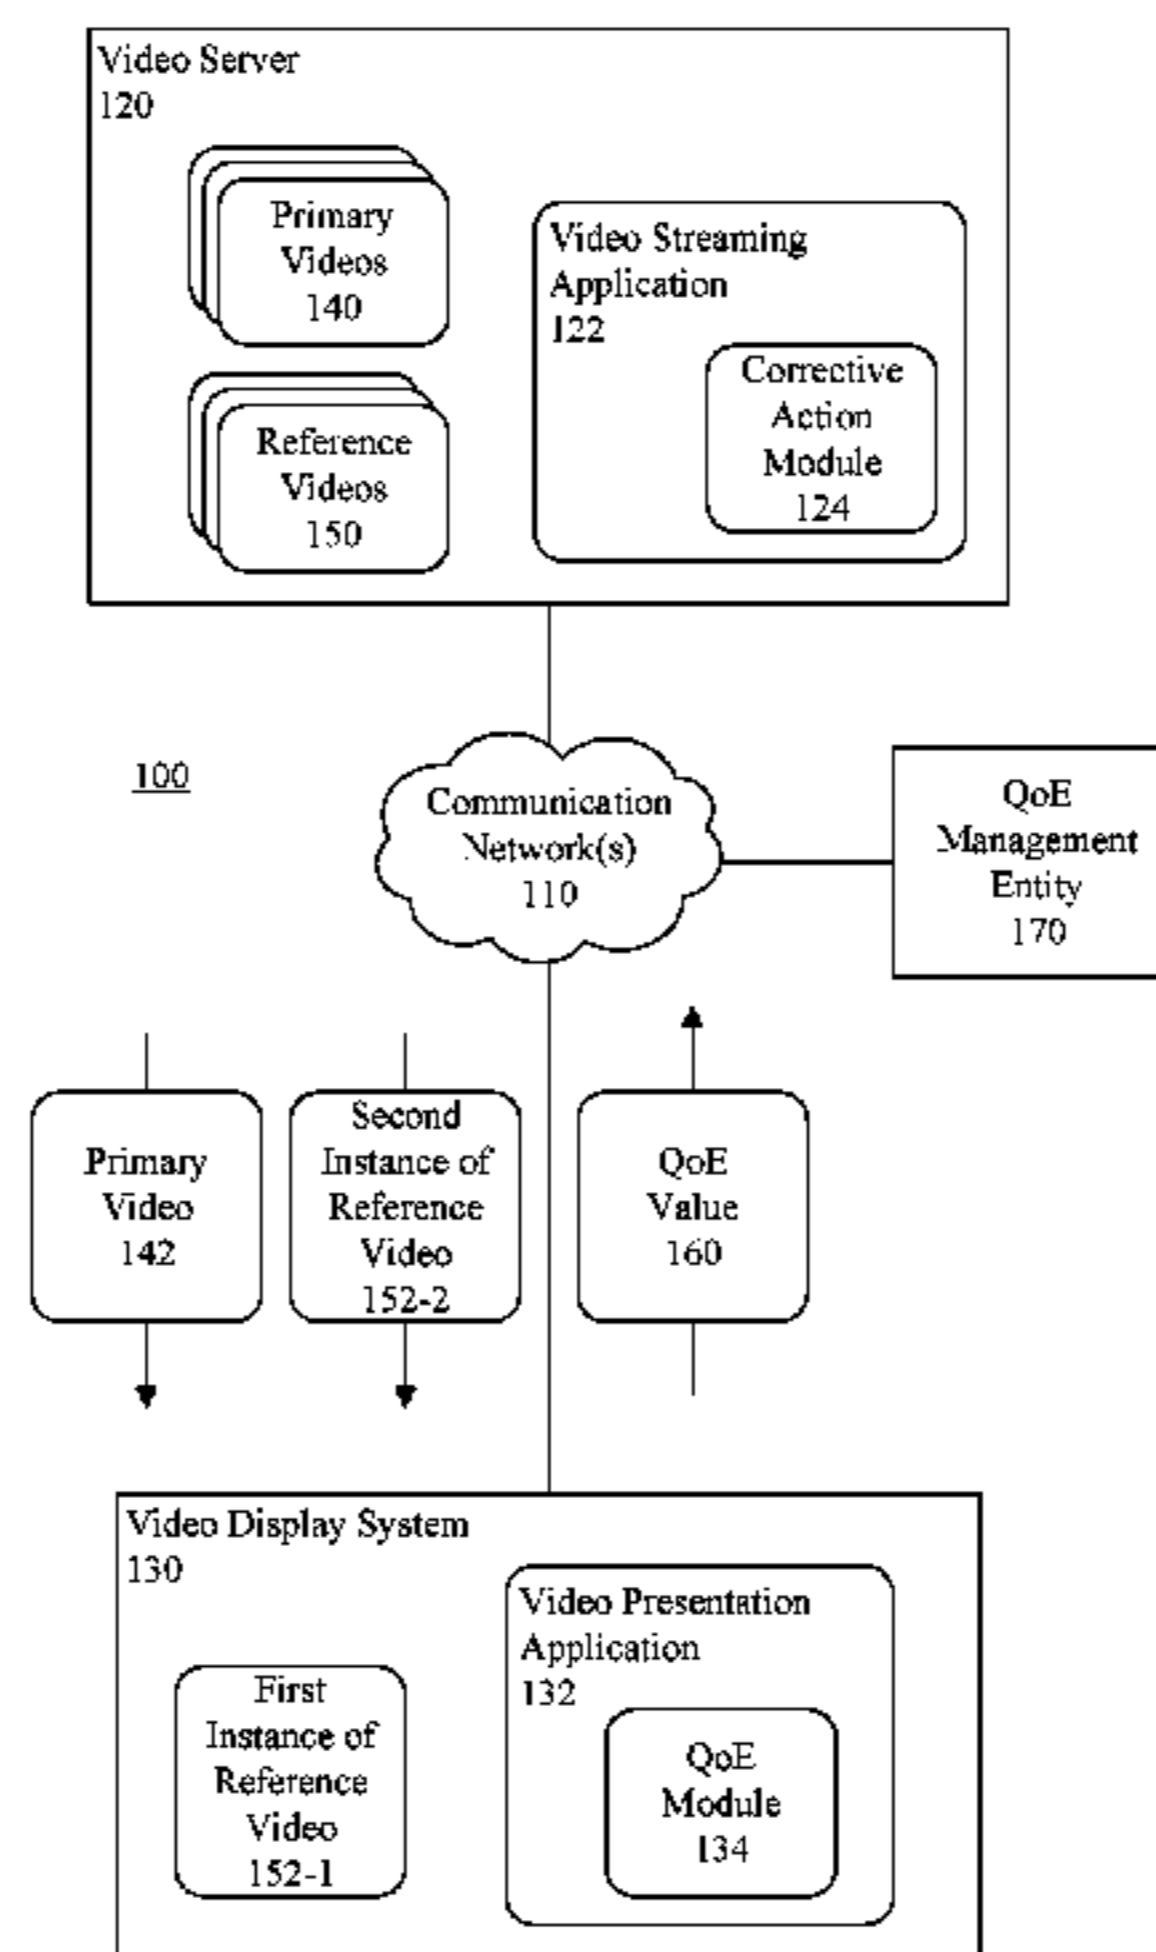 Video Server
120
Primary
Videos
140
Reference
Videos
150
Video Streaming
Application
122
Corrective
Action
Module
124
100
Communication
Network(s)
110
QoE
Management
Entity
170
Primary
Video
142
Second
Instance of
Reference
Video
152-2
QoE
Value
160
Video Display System
130
First
Instance of
Reference
Video
152-1
Video Presentation
Application
132
QoE
Module
134